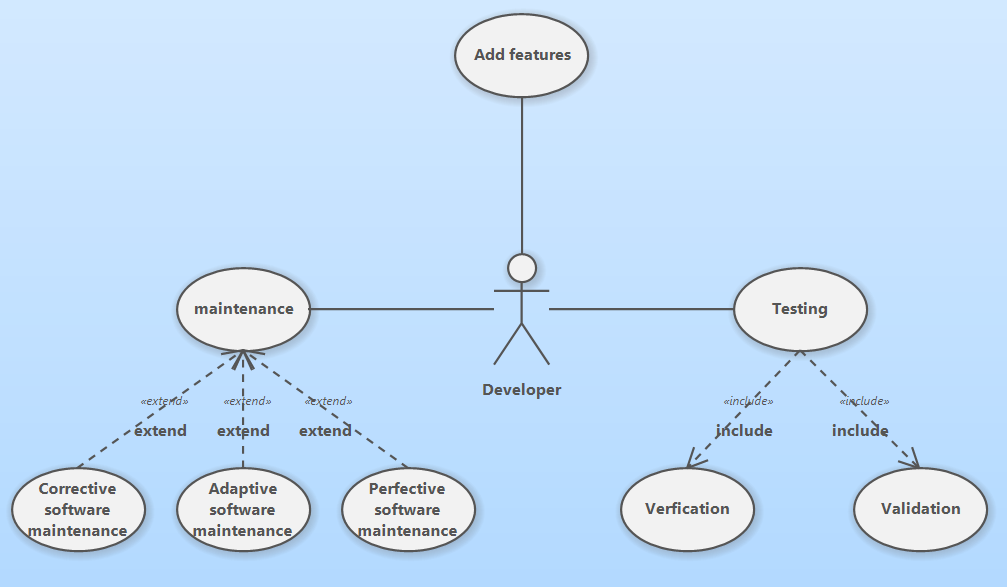 Add features
maintenance
Testing
Developer
«extend»
«extend»
«extend»
«include»
«include»
extend
extend
extend
include
include
Corrective
software
maintenance
Adaptive
software
maintenance
Perfective
software
maintenance
Verfication
Validation